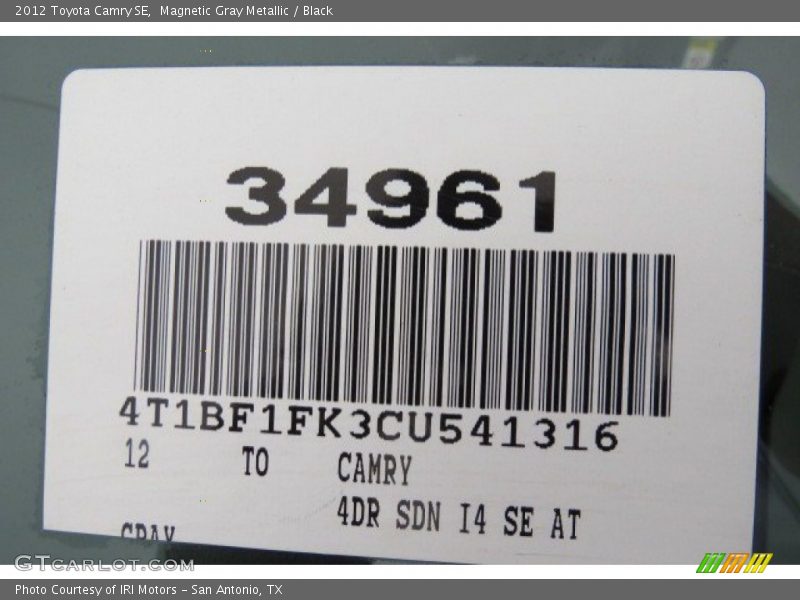 2012 Toyota Camry SE, Magnetic Gray Metallic / Black
34961
4T1BF1FK3CU541316
12 TO CAMRY
4DR SDN I4 SE AT
GRAY
GTCARLOT.COM
Photo Courtesy of IRI Motors – San Antonio, TX